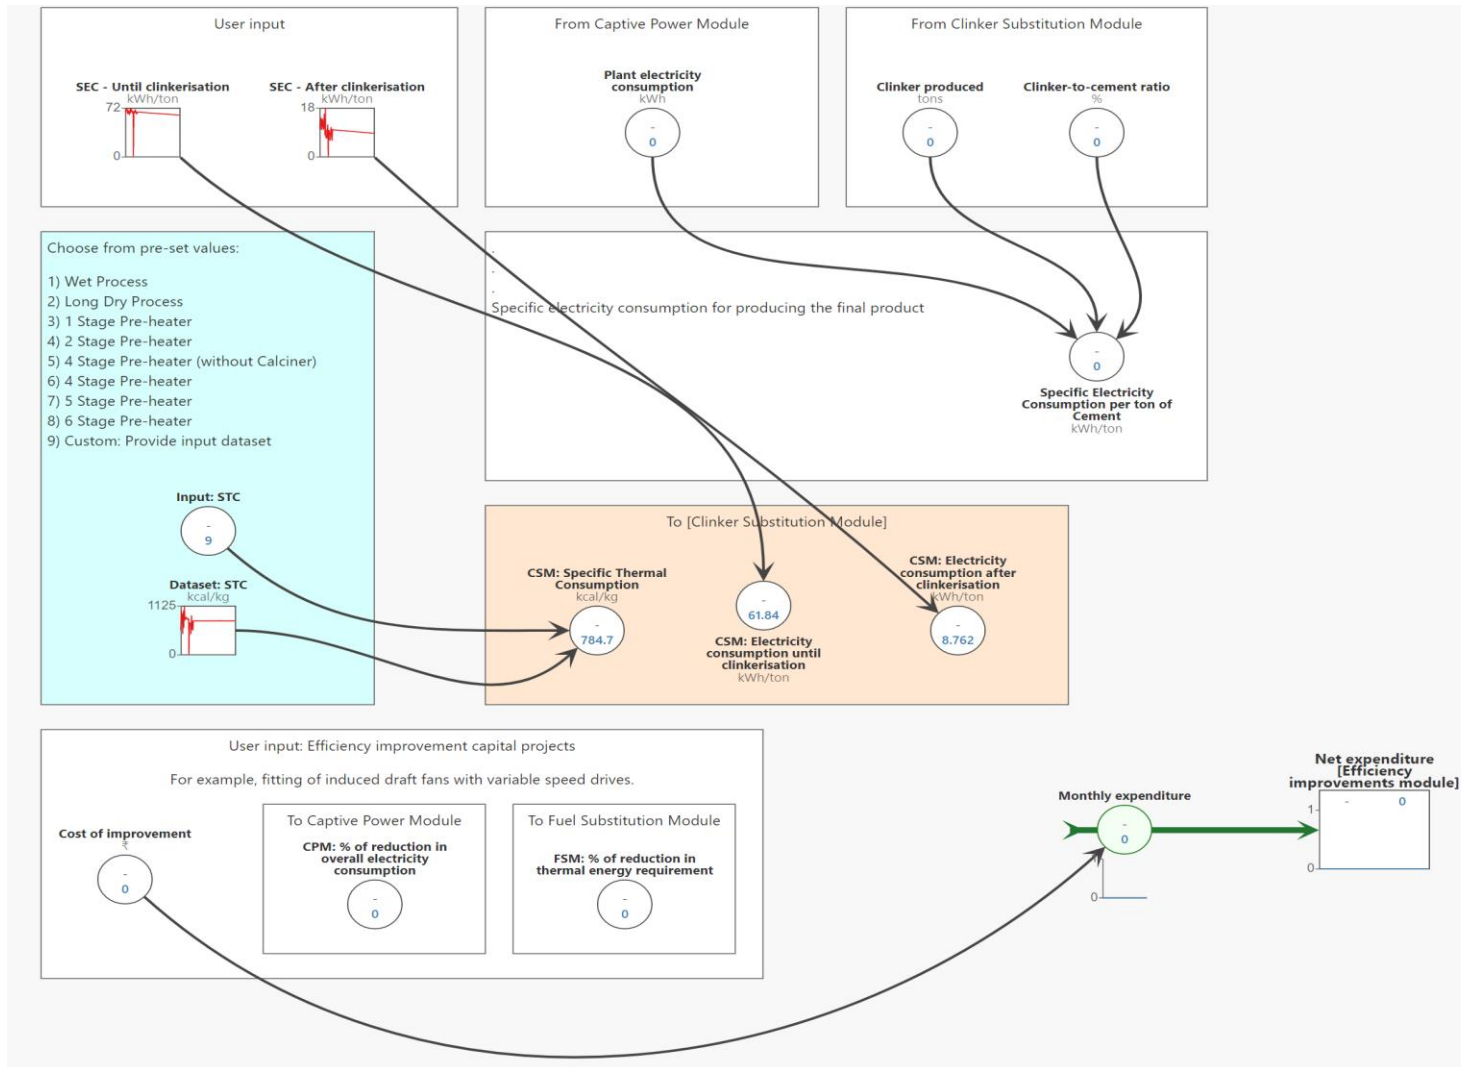 User input
SEC - Until clinkerisation
kWh/ton
72
0
SEC - After clinkerisation
kWh/ton
18
0
From Captive Power Module
Plant electricity
consumption
kWh
-
0
From Clinker Substitution Module
Clinker produced
tons
-
0
Clinker-to-cement ratio
%
-
0
Choose from pre-set values:
1) Wet Process
2) Long Dry Process
3) 1 Stage Pre-heater
4) 2 Stage Pre-heater
5) 4 Stage Pre-heater (without Calciner)
6) 4 Stage Pre-heater
7) 5 Stage Pre-heater
8) 6 Stage Pre-heater
9) Custom: Provide input dataset
Input: STC
-
9
Dataset: STC
kcal/kg
1125
0
.
.
.
Specific electricity consumption for producing the final product
-
0
Specific Electricity
Consumption per ton of
Cement
kWh/ton
To [Clinker Substitution Module]
CSM: Specific Thermal
Consumption
kcal/kg
-
784.7
-
61.84
CSM: Electricity
consumption until
clinkerisation
kWh/ton
CSM: Electricity
consumption after
clinkerisation
kWh/ton
-
8.762
User input: Efficiency improvement capital projects
For example, fitting of induced draft fans with variable speed drives.
Cost of improvement
₹
-
0
To Captive Power Module
CPM: % of reduction in
overall electricity
consumption
-
0
To Fuel Substitution Module
FSM: % of reduction in
thermal energy requirement
-
0
Monthly expenditure
-
0
0
Net expenditure
[Efficiency
improvements module]
1
- 0
0